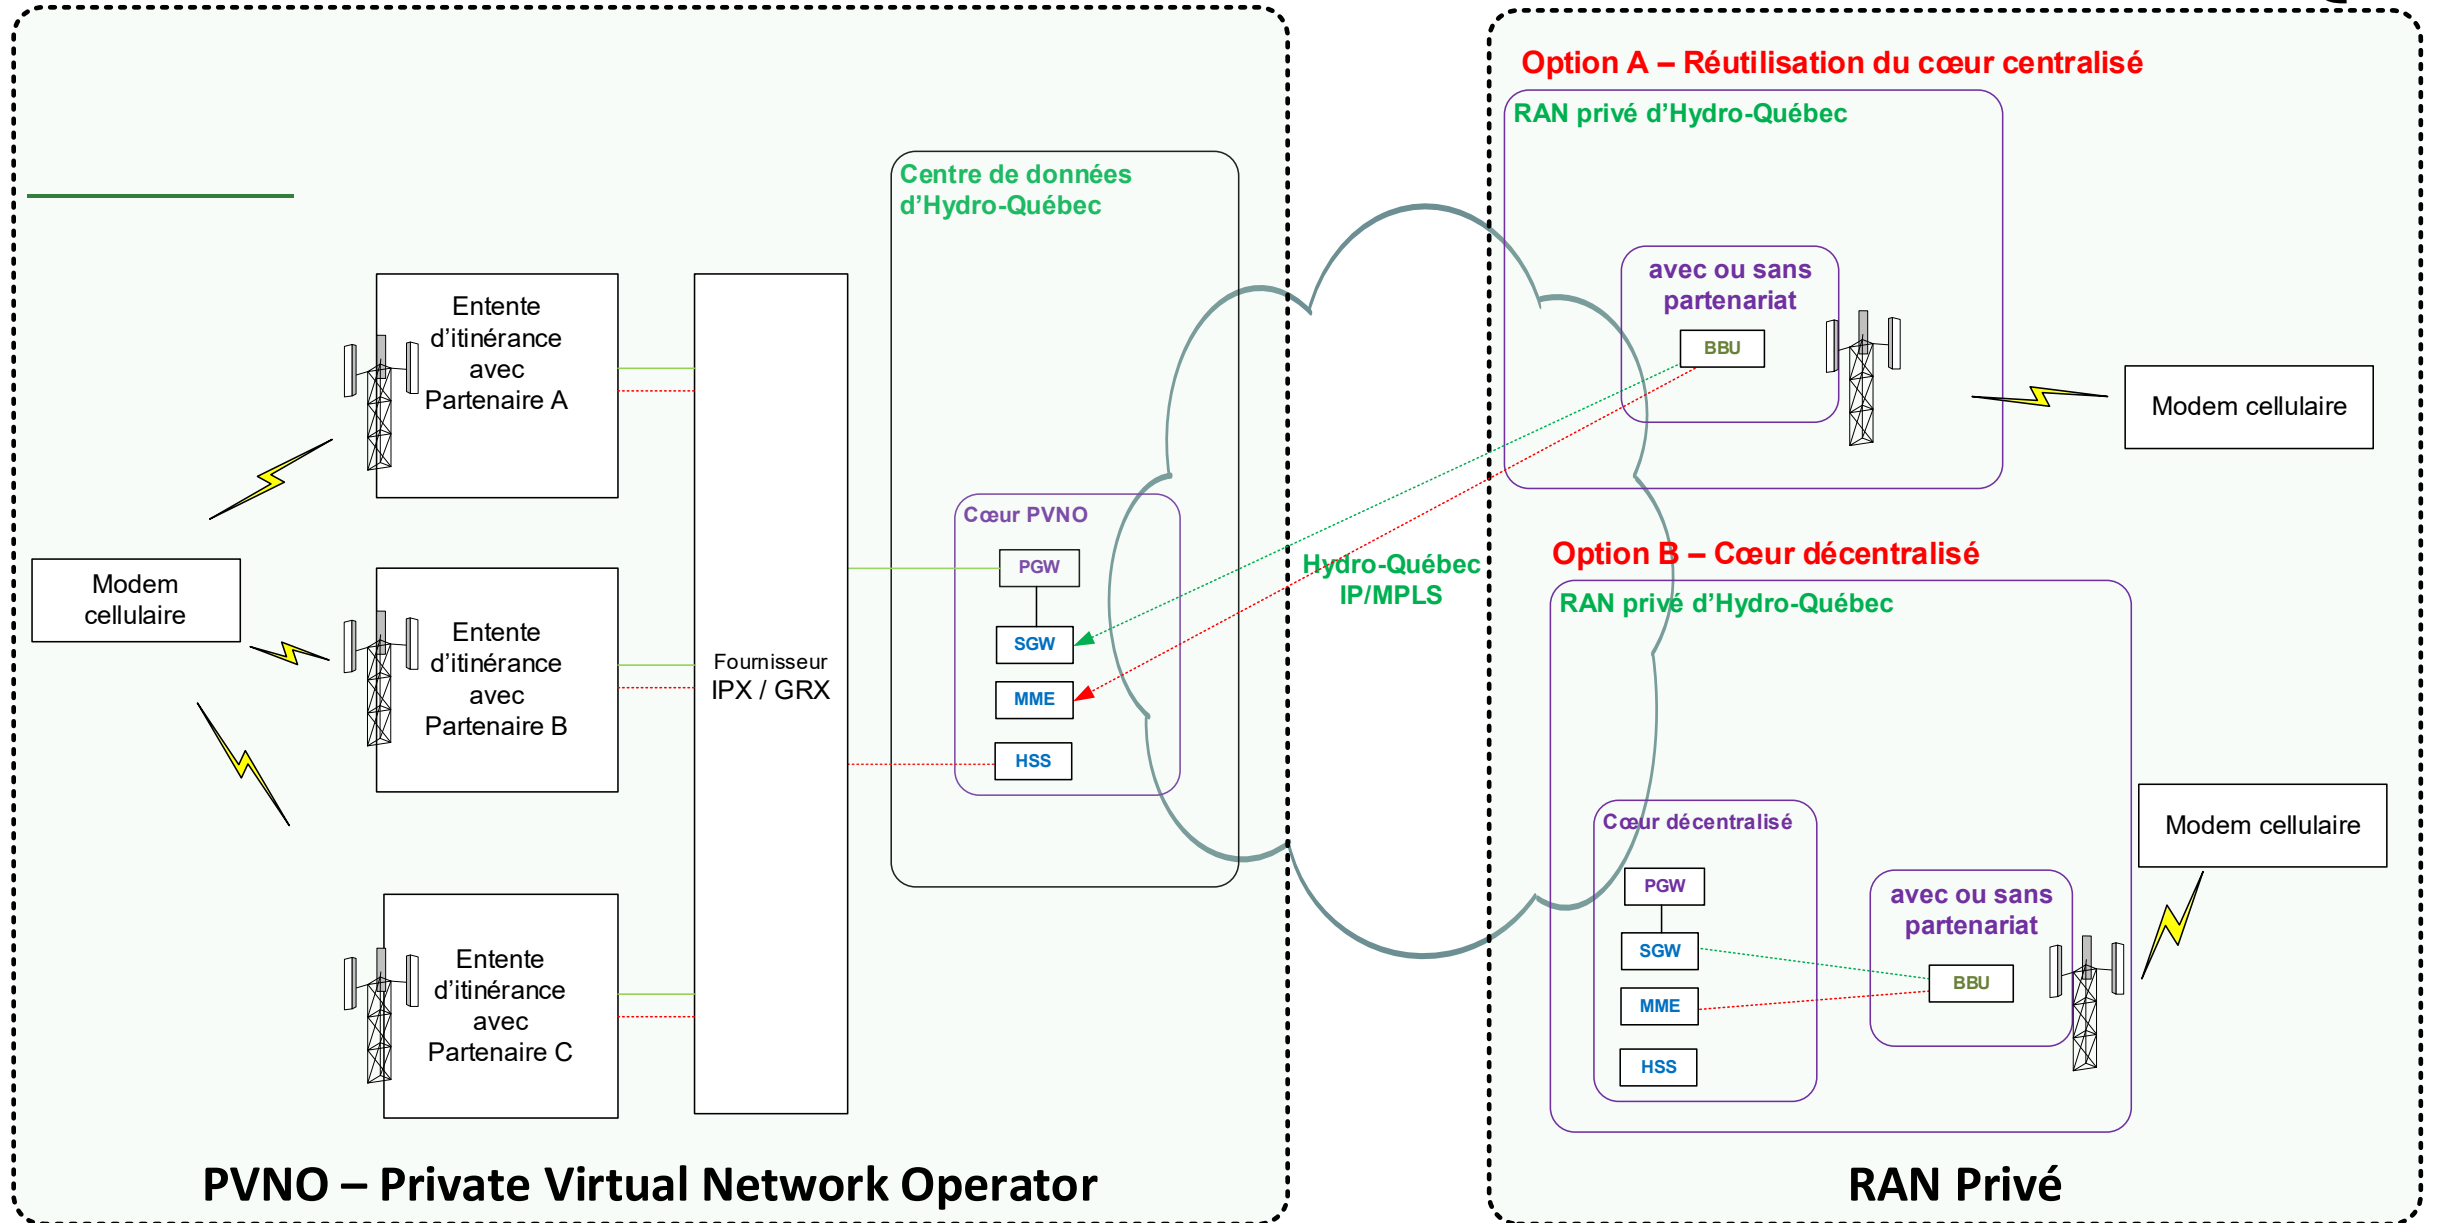 Entente
d’itinérance
avec
Partenaire A
Modem
cellulaire
Entente
d’itinérance
avec
Partenaire B
Entente
d’itinérance
avec
Partenaire C
Fournisseur
IPX / GRX
Centre de données
d’Hydro-Québec
Cœur PVNO
PGW
SGW
MME
HSS
PVNO – Private Virtual Network Operator
Hydro-Québec
IP/MPLS
Option A – Réutilisation du cœur centralisé
RAN privé d’Hydro-Québec
avec ou sans
partenariat
BBU
Modem cellulaire
Option B – Cœur décentralisé
RAN privé d’Hydro-Québec
Cœur décentralisé
PGW
SGW
MME
HSS
avec ou sans
partenariat
BBU
Modem cellulaire
RAN Privé